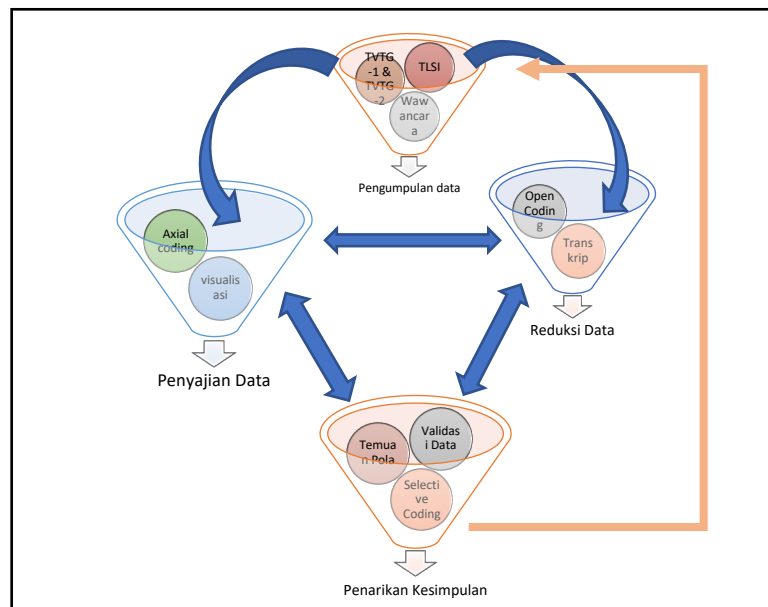 TVTG
-1 &
TVTG
-2
TLSI
Waw
ancar
a
Pengumpulan data
Open
Codin
g
Trans
krip
Reduksi Data
Axial
coding
visualis
asi
Penyajian Data
Temua
n Pola
Validas
i Data
Selecti
ve
Coding
Penarikan Kesimpulan